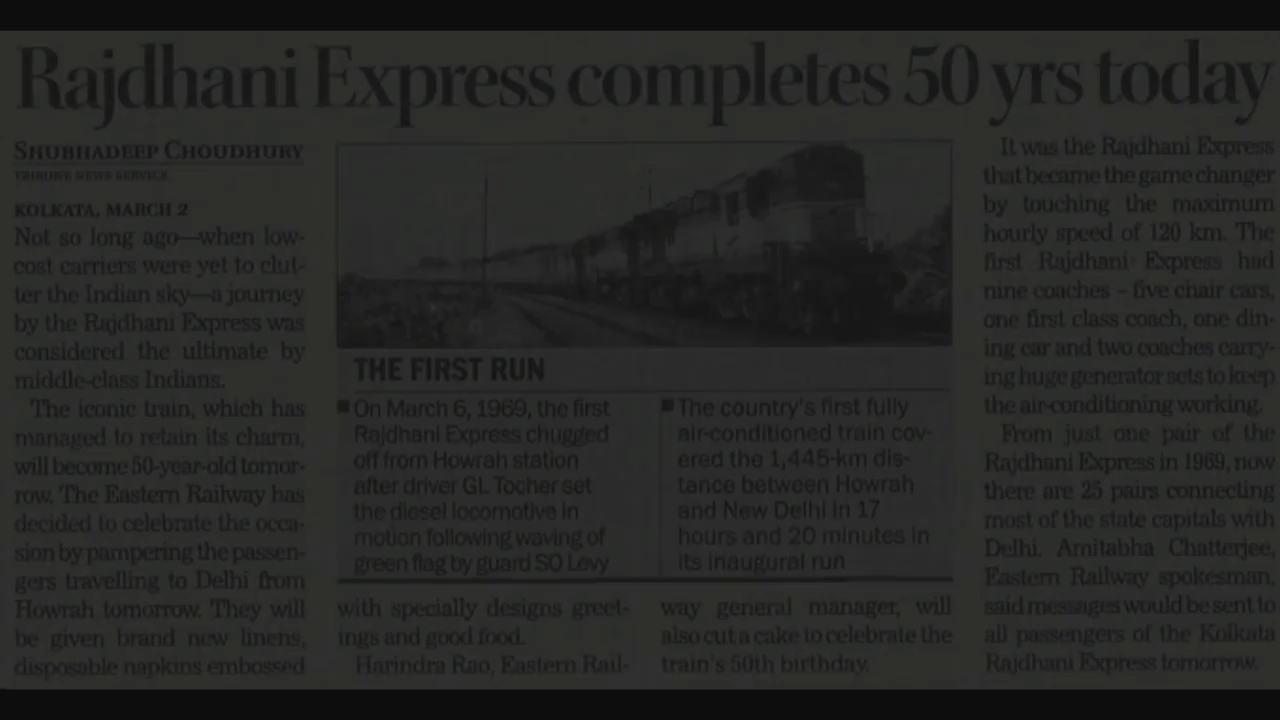 Rajdhani Express completes 50 yrs today
SHUBHADEEP CHOUDHURY
TRIBUNE NEWS SERVICE
KOLKATA, MARCH 2
Not so long ago—when low-
cost carriers were yet to clut-
ter the Indian sky—a journey
by the Rajdhani Express was
considered the ultimate by
middle-class Indians.
The iconic train, which has
managed to retain its charm,
will become 50-year-old tomor-
row. The Eastern Railway has
decided to celebrate the occa-
sion by pampering the passen-
gers travelling to Delhi from
Howrah tomorrow. They will
be given brand new linens,
disposable napkins embossed
THE FIRST RUN
■ On March 6, 1969, the first
Rajdhani Express chugged
off from Howrah station
after driver GL Tocher set
the diesel locomotive in
motion following waving of
green flag by guard SO Levy
■ The country's first fully
air-conditioned train cov-
ered the 1,445-km dis-
tance between Howrah
and New Delhi in 17
hours and 20 minutes in
its inaugural run
with specially designs greet-
ings and good food.
Harindra Rao, Eastern Rail-
way general manager, will
also cut a cake to celebrate the
train's 50th birthday.
It was the Rajdhani Express
that became the game changer
by touching the maximum
hourly speed of 120 km. The
first Rajdhani Express had
nine coaches – five chair cars,
one first class coach, one din-
ing car and two coaches carry-
ing huge generator sets to keep
the air-conditioning working.
From just one pair of the
Rajdhani Express in 1969, now
there are 25 pairs connecting
most of the state capitals with
Delhi. Amitabha Chatterjee,
Eastern Railway spokesman,
said messages would be sent to
all passengers of the Kolkata
Rajdhani Express tomorrow.